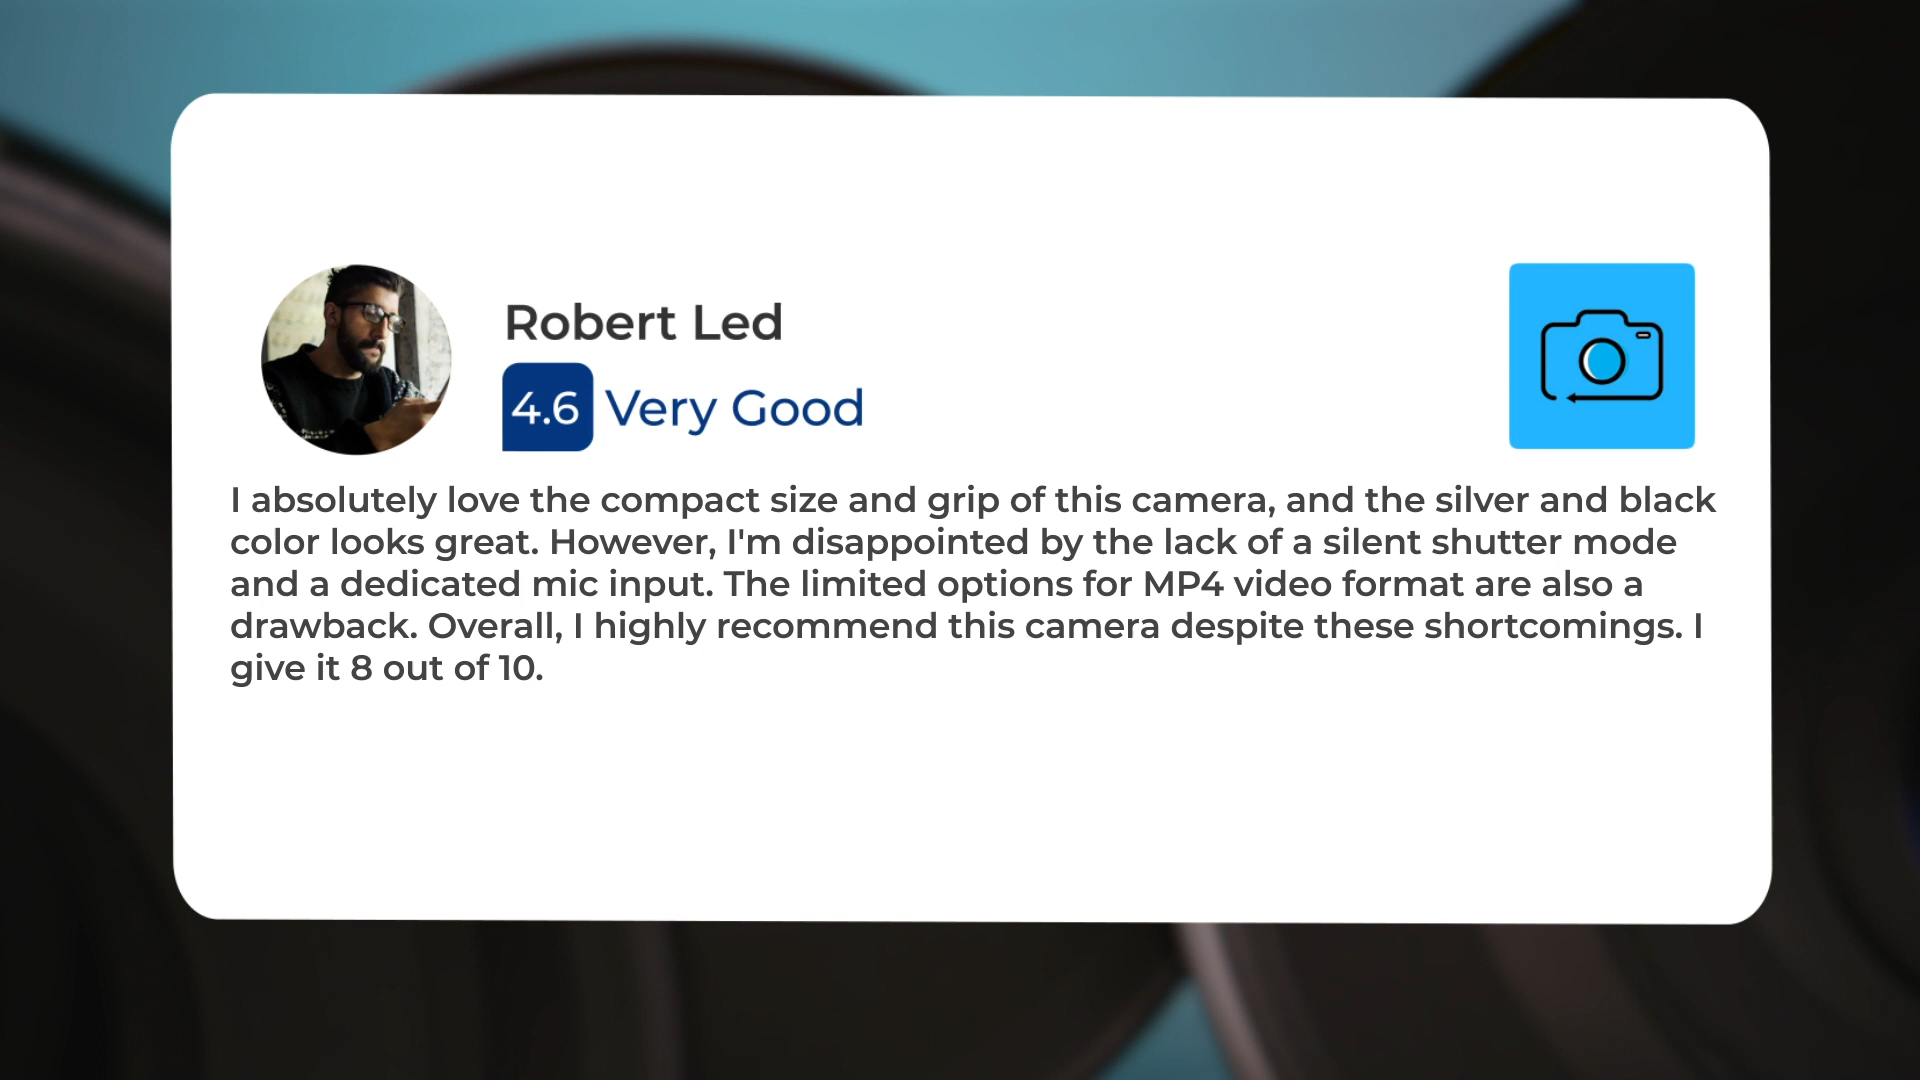 Robert Led
4.6 Very Good
I absolutely love the compact size and grip of this camera, and the silver and black
color looks great. However, I'm disappointed by the lack of a silent shutter mode
and a dedicated mic input. The limited options for MP4 video format are also a
drawback. Overall, I highly recommend this camera despite these shortcomings. I
give it 8 out of 10.